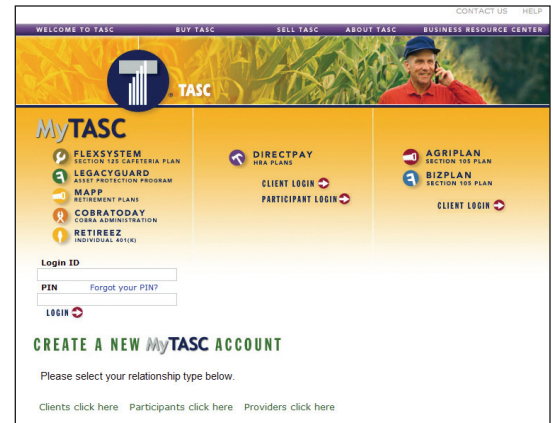 CONTACT US HELP
WELCOME TO TASC BUY TASC SELL TASC ABOUT TASC BUSINESS RESOURCE CENTER
T ® TASC
MyTASC
FLEXSYSTEM
SECTION 125 CAFETERIA PLAN
LEGACYGUARD
ASSET PROTECTION PROGRAM
MAPP
RETIREMENT PLANS
COBRATODAY
COBRA ADMINISTRATION
RETIREEZ
INDIVIDUAL 401(K)
DIRECTPAY
HRA PLANS
CLIENT LOGIN
PARTICIPANT LOGIN
AGRIPLAN
SECTION 105 PLAN
BIZPLAN
SECTION 105 PLAN
CLIENT LOGIN
Login ID
PIN Forgot your PIN?
LOGIN
CREATE A NEW MyTASC ACCOUNT
Please select your relationship type below.
Clients click here Participants click here Providers click here